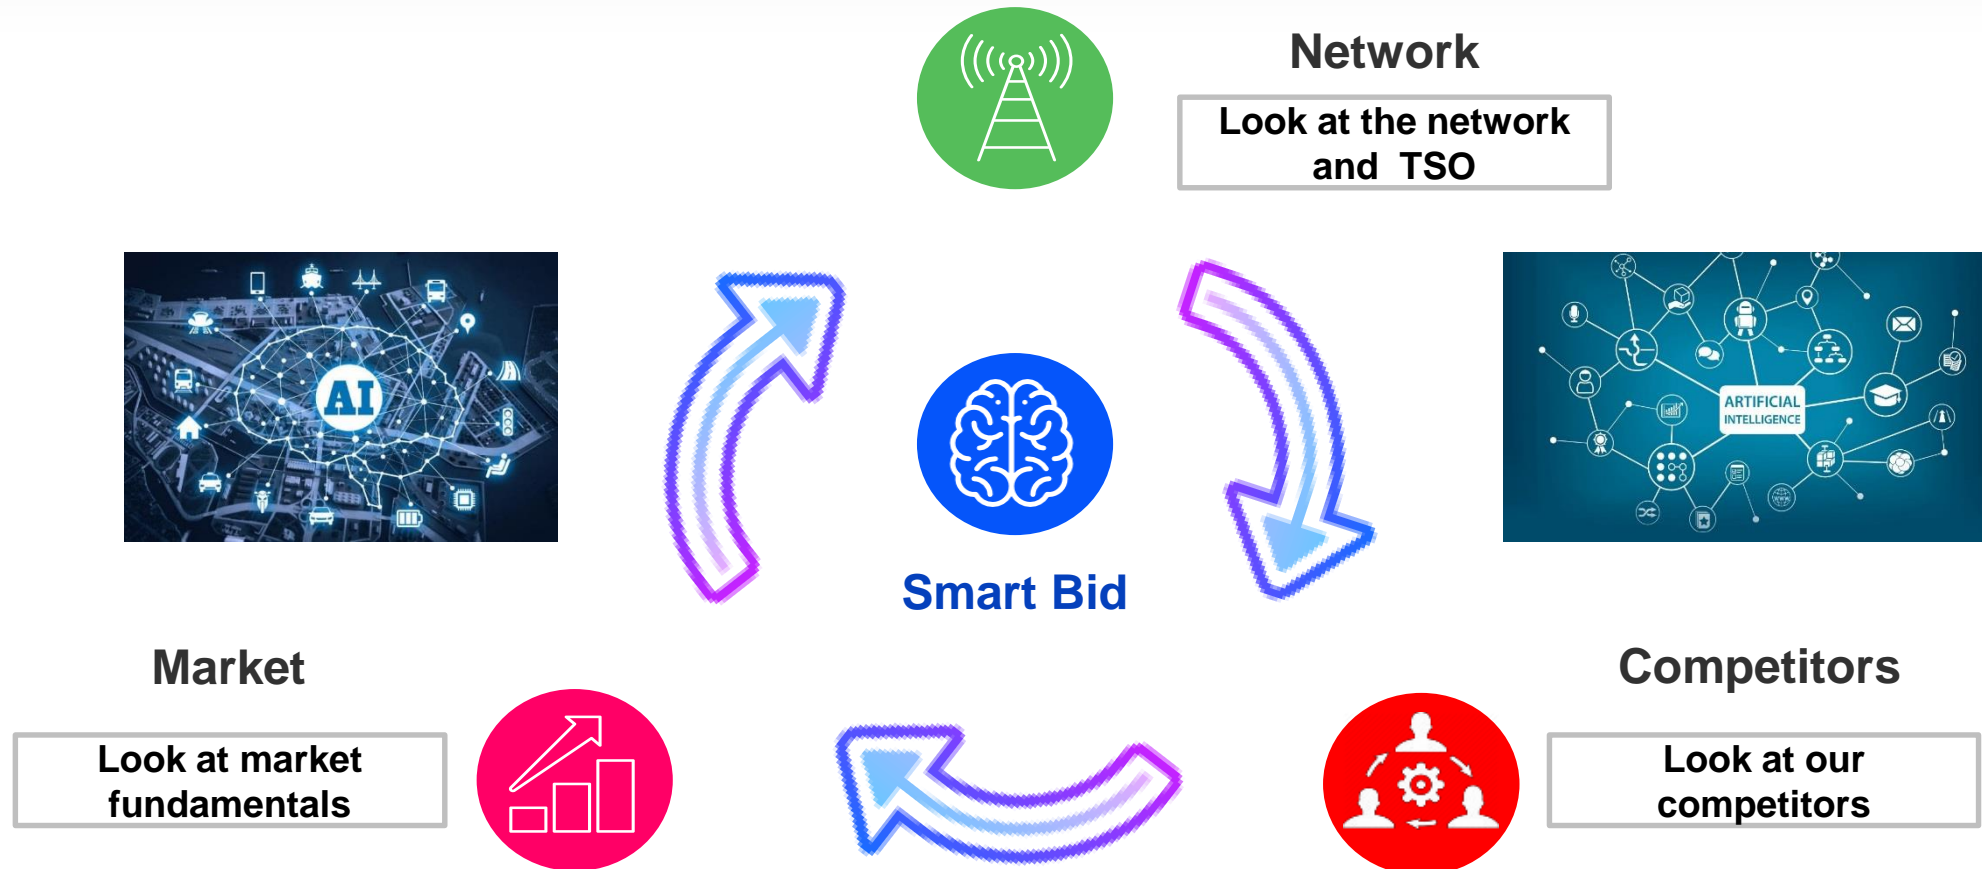 Network
Look at the network
and  TSO
AI
ARTIFICIAL
INTELLIGENCE
Smart Bid
Market
Look at market
fundamentals
Competitors
Look at our
competitors